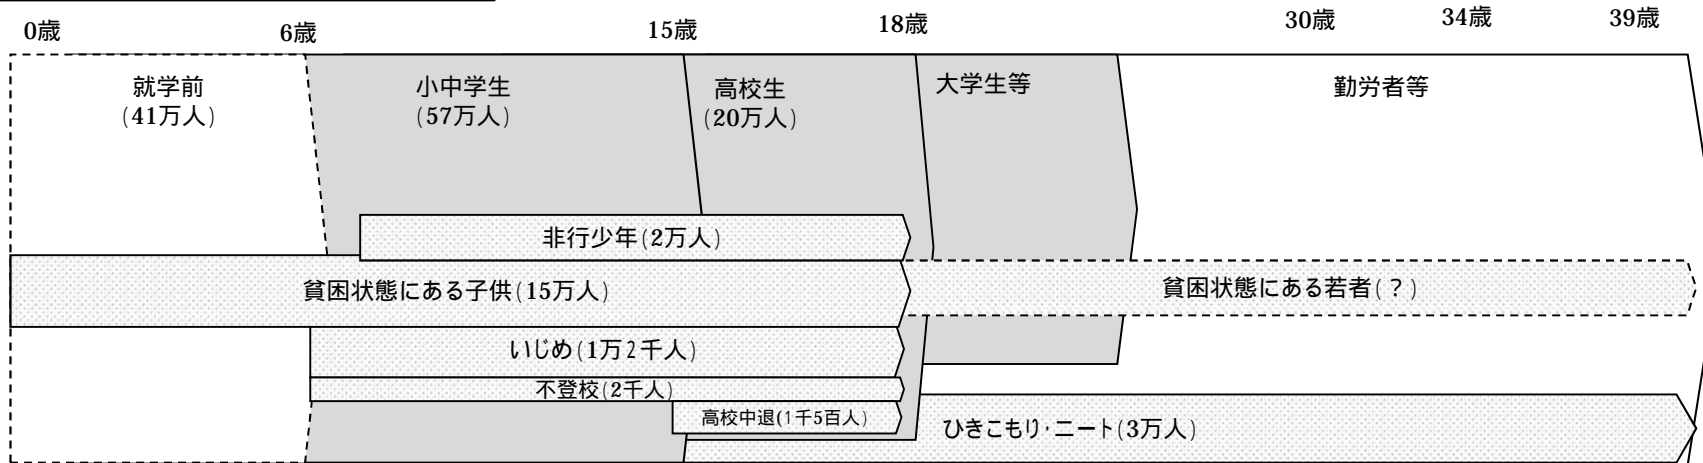 0歳
6歳
15歳
18歳
30歳
34歳
39歳
就学前
(41万人)
小中学生
(57万人)
高校生
(20万人)
大学生等
勤労者等
非行少年(2万人)
貧困状態にある子供(15万人)
貧困状態にある若者(?)
いじめ(1万2千人)
不登校(2千人)
高校中退(1千5百人)
ひきこもり・ニート(3万人)